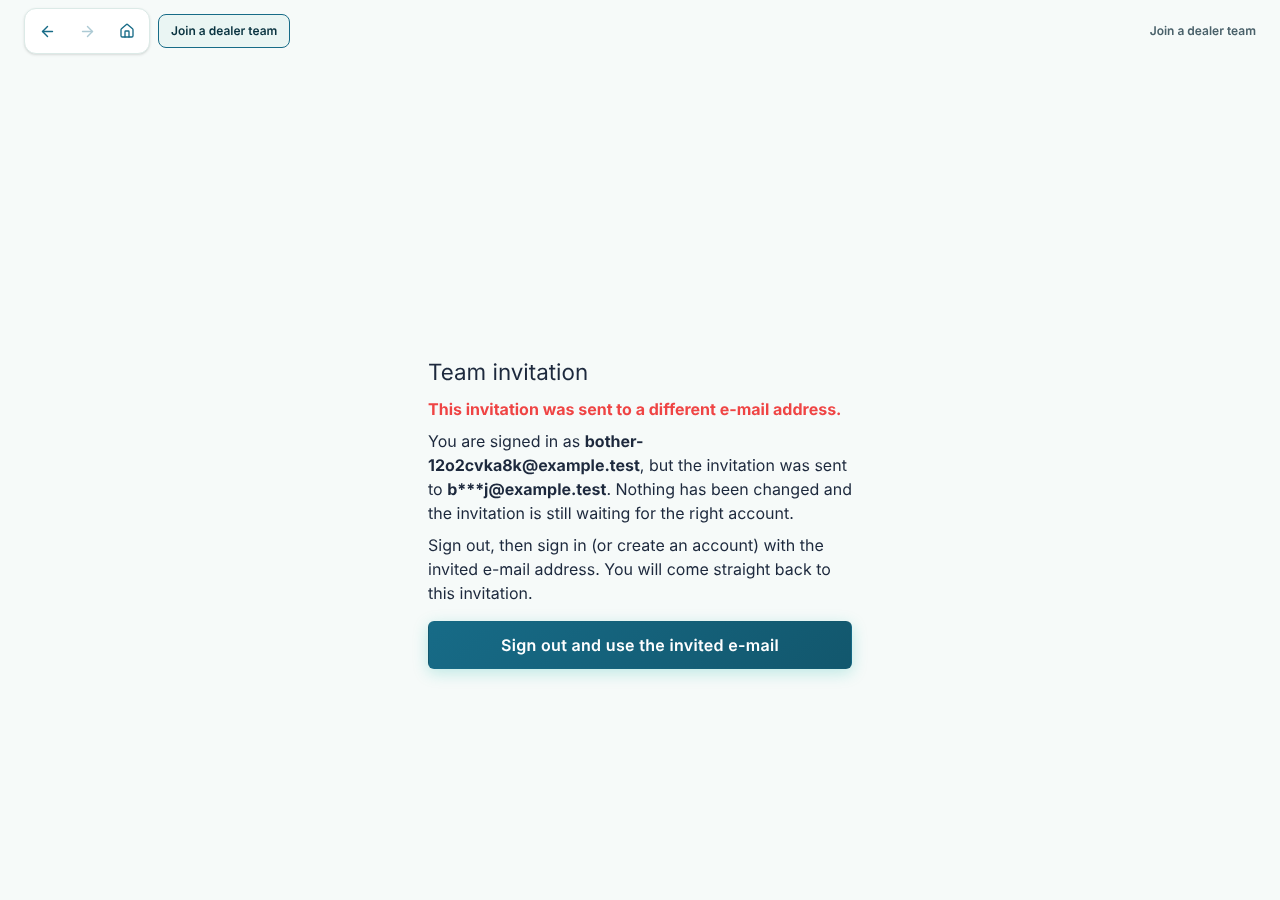 Join a dealer team
Join a dealer team
Team invitation
This invitation was sent to a different e-mail address.
You are signed in as bother-
12o2cvka8k@example.test, but the invitation was sent
to b***j@example.test. Nothing has been changed and
the invitation is still waiting for the right account.
Sign out, then sign in (or create an account) with the
invited e-mail address. You will come straight back to
this invitation.
Sign out and use the invited e-mail